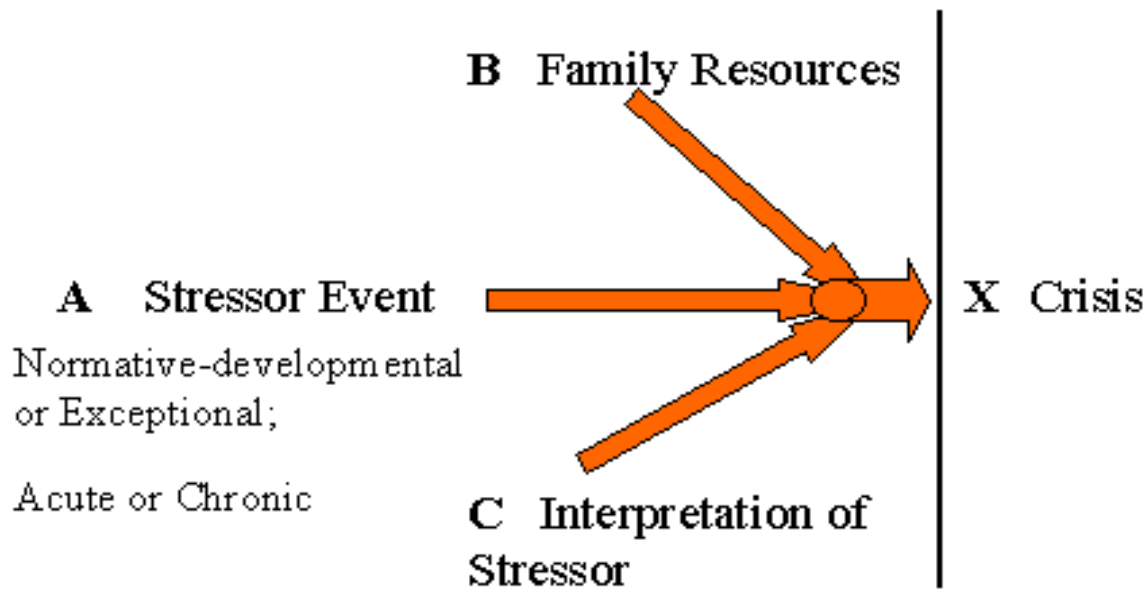 B Family Resources
A Stressor Event
X Crisis
Normative-developmental
or Exceptional;
Acute or Chronic
C Interpretation of
Stressor